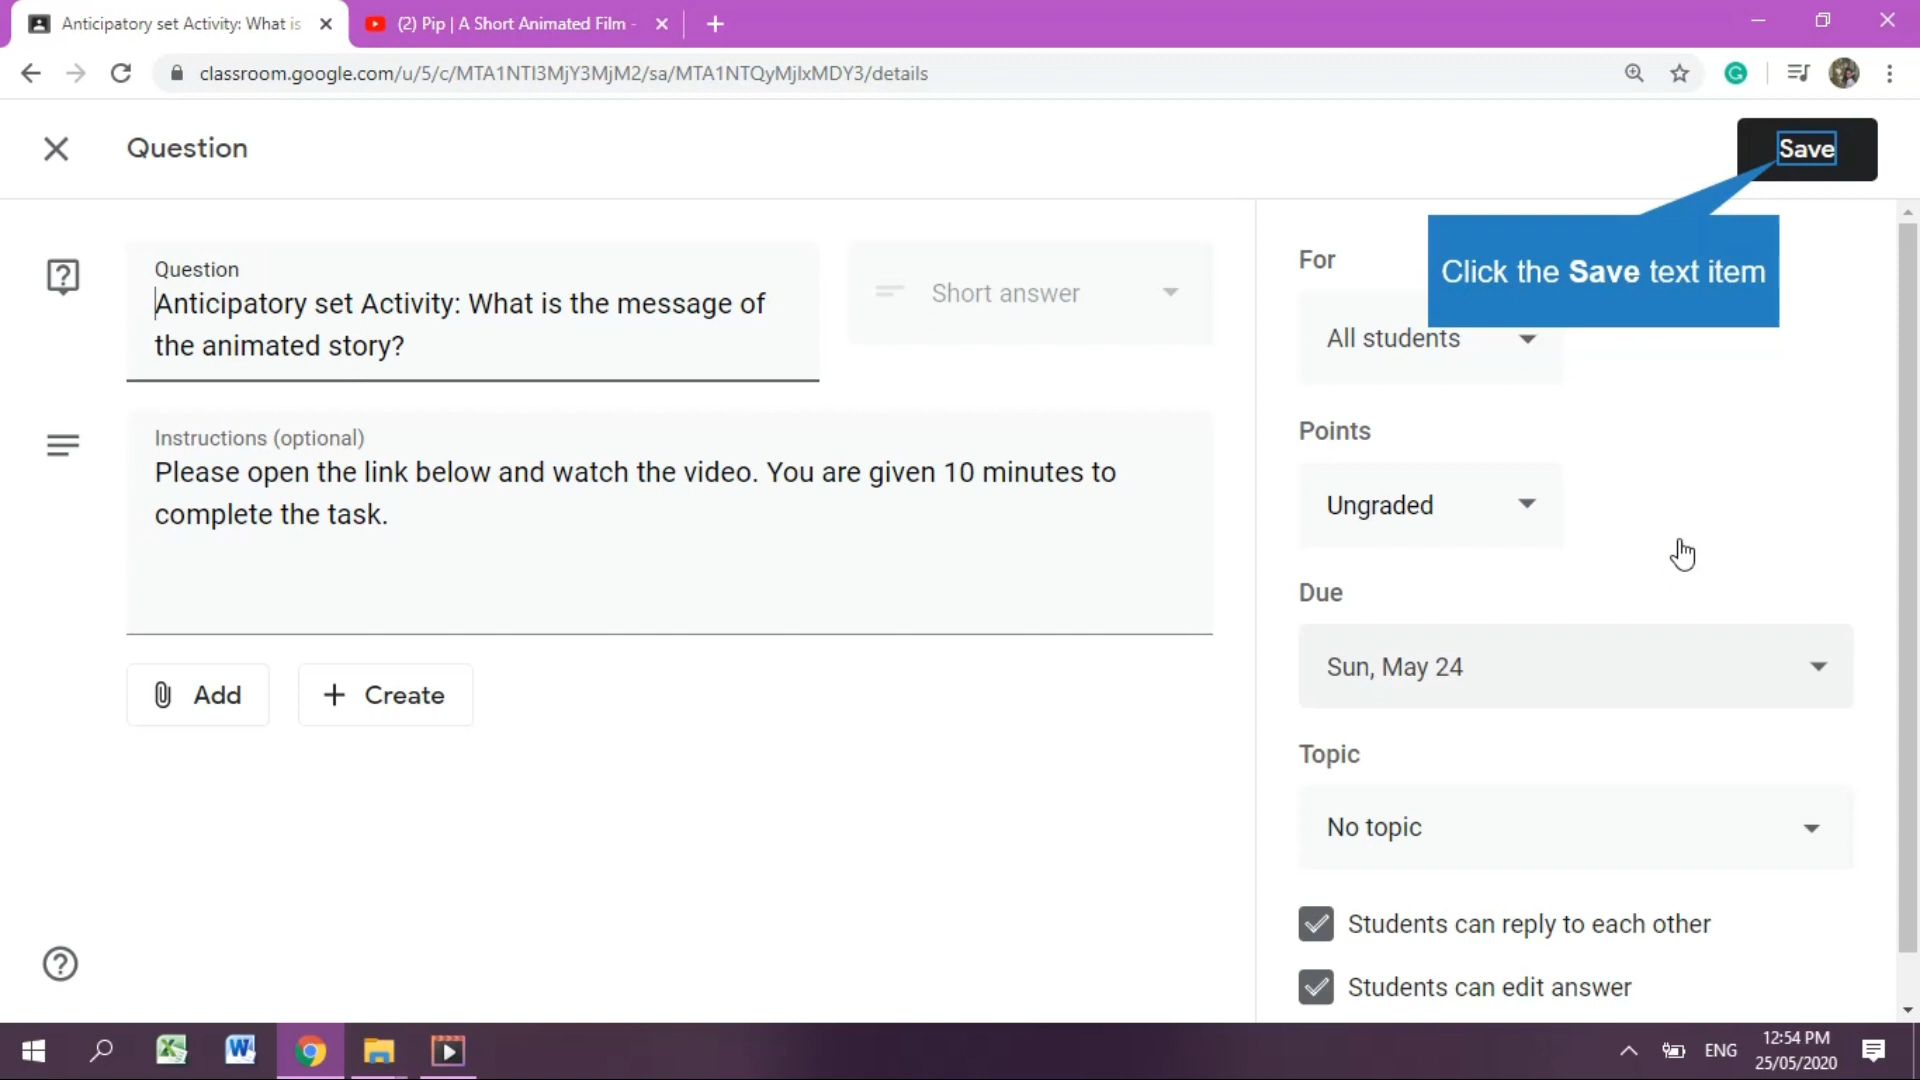 Anticipatory set Activity: What is
(2) Pip | A Short Animated Film -
classroom.google.com/u/5/c/MTA1NTI3MjY3MjM2/sa/MTA1NTQyMjIxMDY3/details
Question
Save
Click the Save text item
Question
Anticipatory set Activity: What is the message of
the animated story?
Short answer
For
All students
Instructions (optional)
Please open the link below and watch the video. You are given 10 minutes to
complete the task.
Points
Ungraded
Due
Sun, May 24
Add
Create
Topic
No topic
Students can reply to each other
Students can edit answer
ENG
12:54 PM
25/05/2020